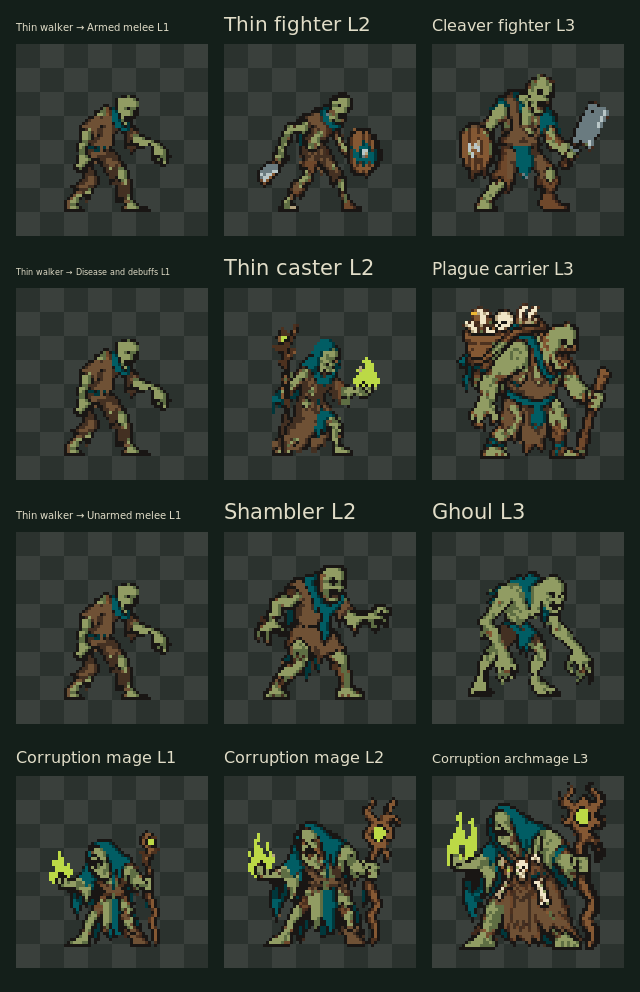 Thin walker → Armed melee L1
Thin fighter L2
Cleaver fighter L3
Thin walker → Disease and debuffs L1
Thin caster L2
Plague carrier L3
Thin walker → Unarmed melee L1
Shambler L2
Ghoul L3
Corruption mage L1
Corruption mage L2
Corruption archmage L3